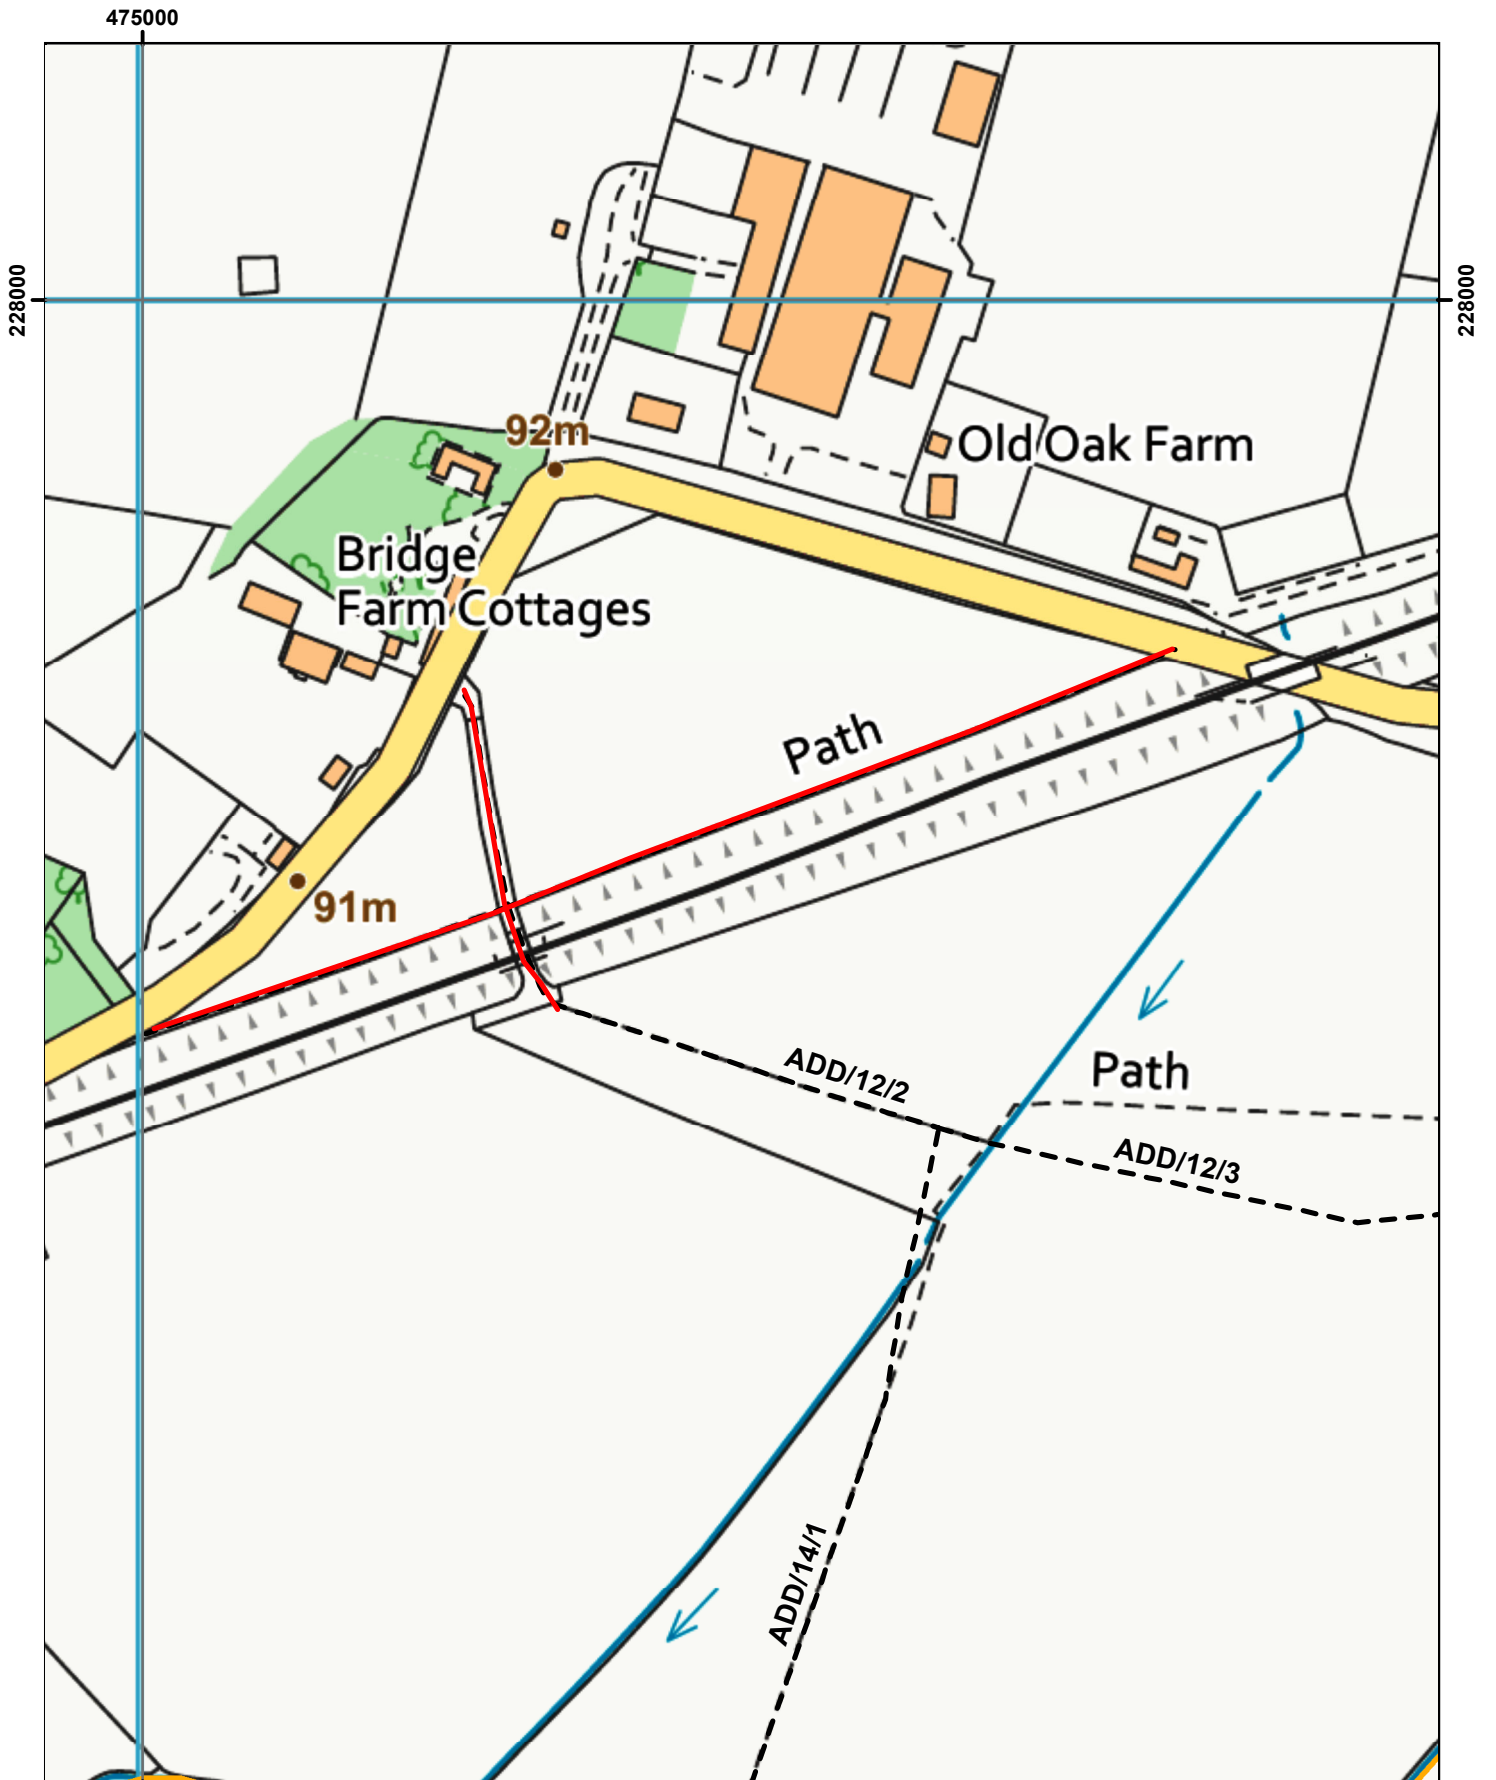 475000
228000
228000
92m
Old Oak Farm
Bridge
Farm Cottages
Path
91m
ADD/12/2
Path
ADD/12/3
ADD/14/1